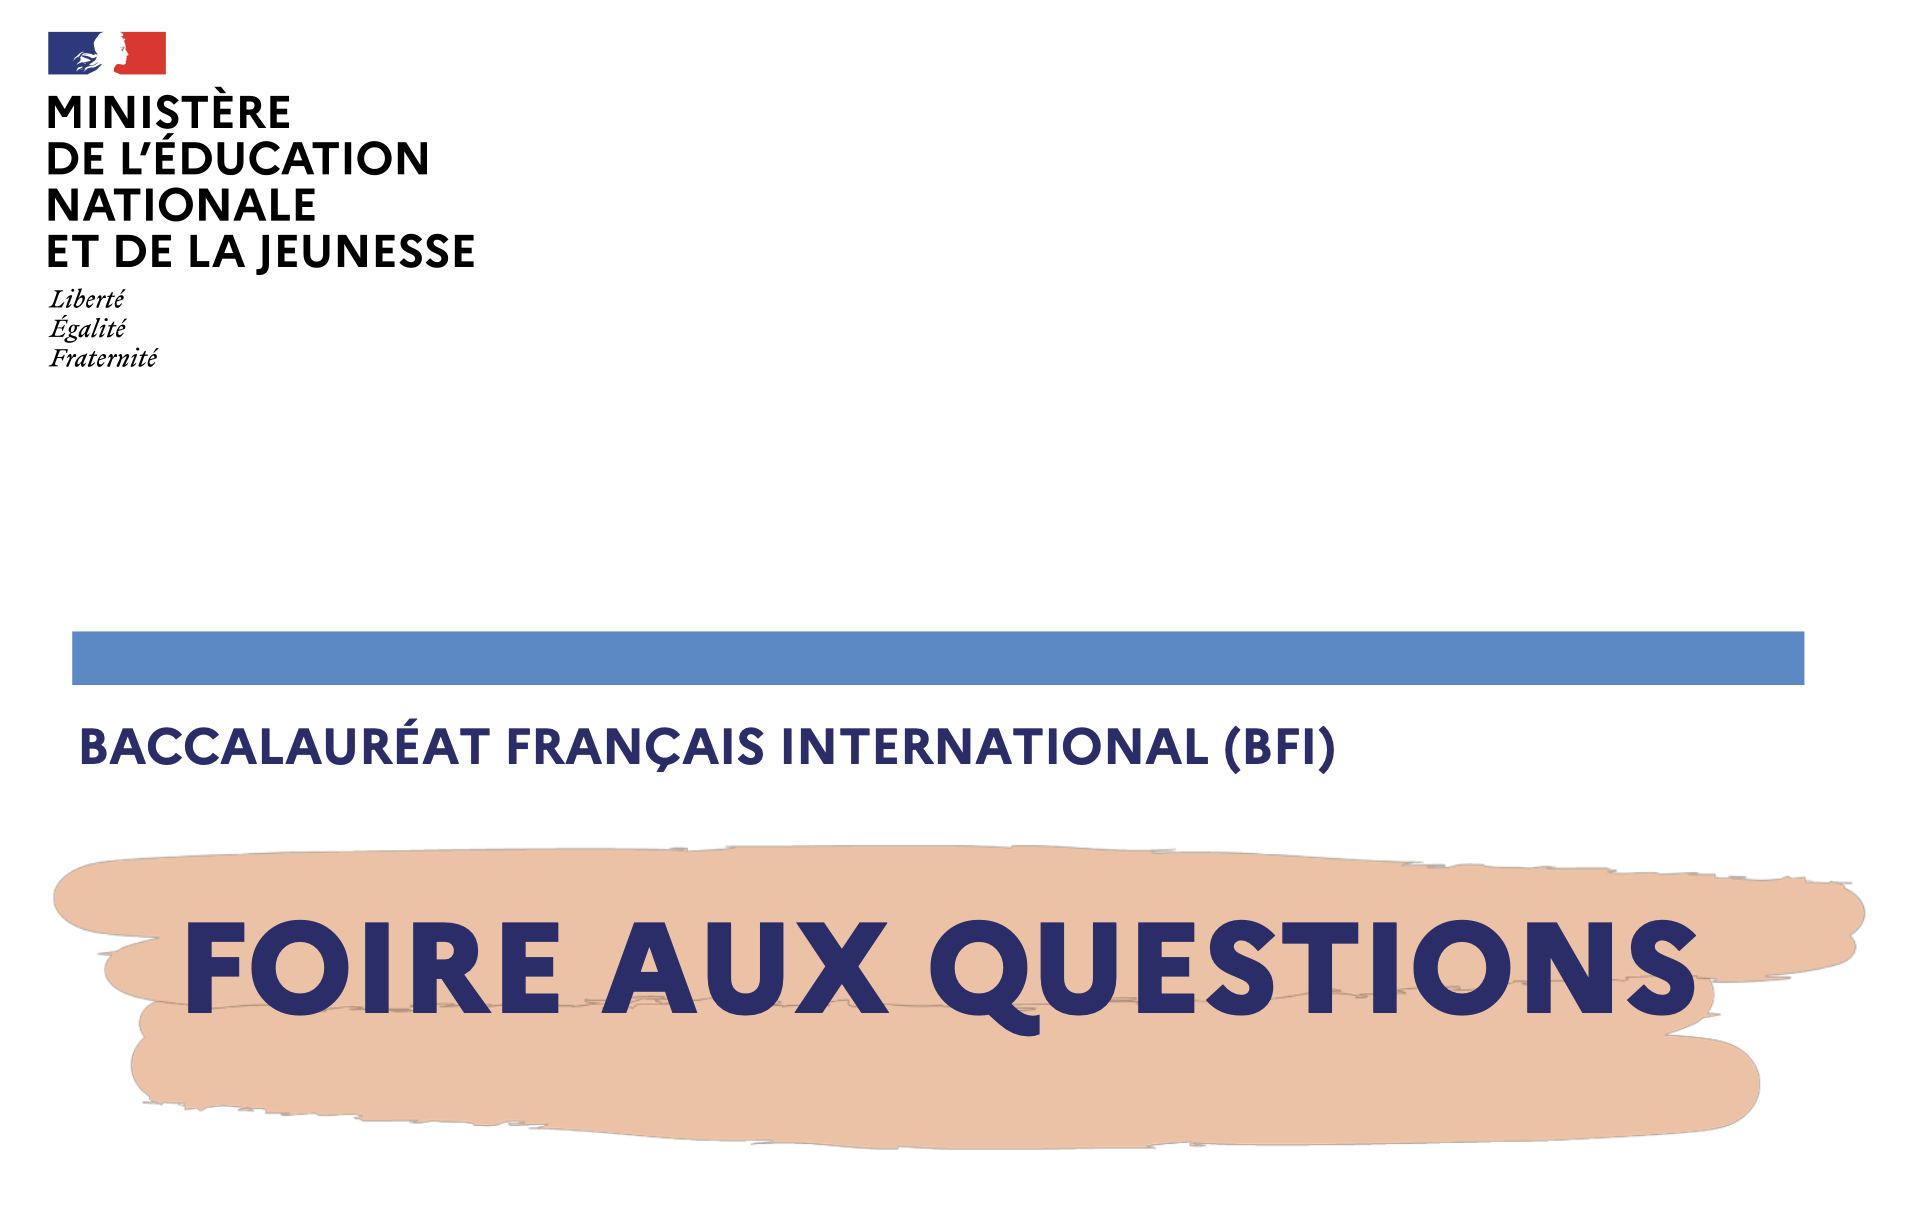 MINISTÈRE
DE L’ÉDUCATION
NATIONALE
ET DE LA JEUNESSE
Liberté
Égalité
Fraternité
BACCALAURÉAT FRANÇAIS INTERNATIONAL (BFI)
FOIRE AUX QUESTIONS